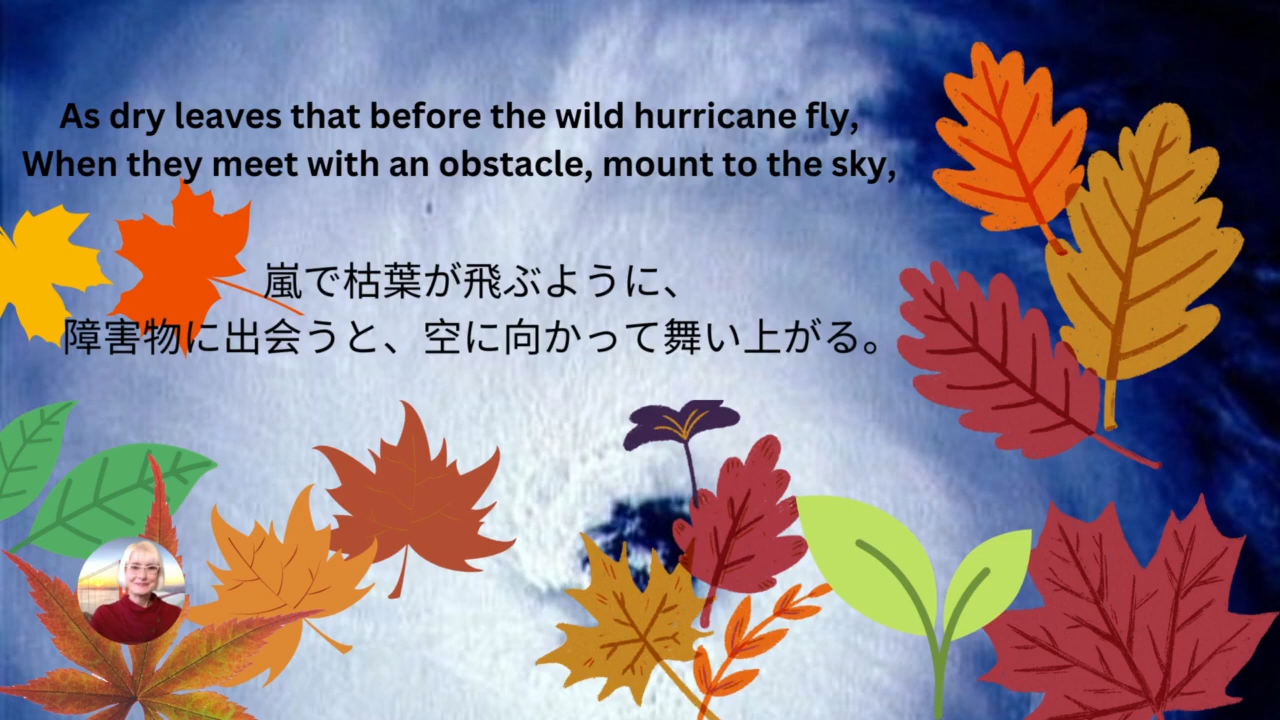 As dry leaves that before the wild hurricane fly,
When they meet with an obstacle, mount to the sky,
嵐で枯葉が飛ぶように、
障害物に出会うと、空に向かって舞い上がる。